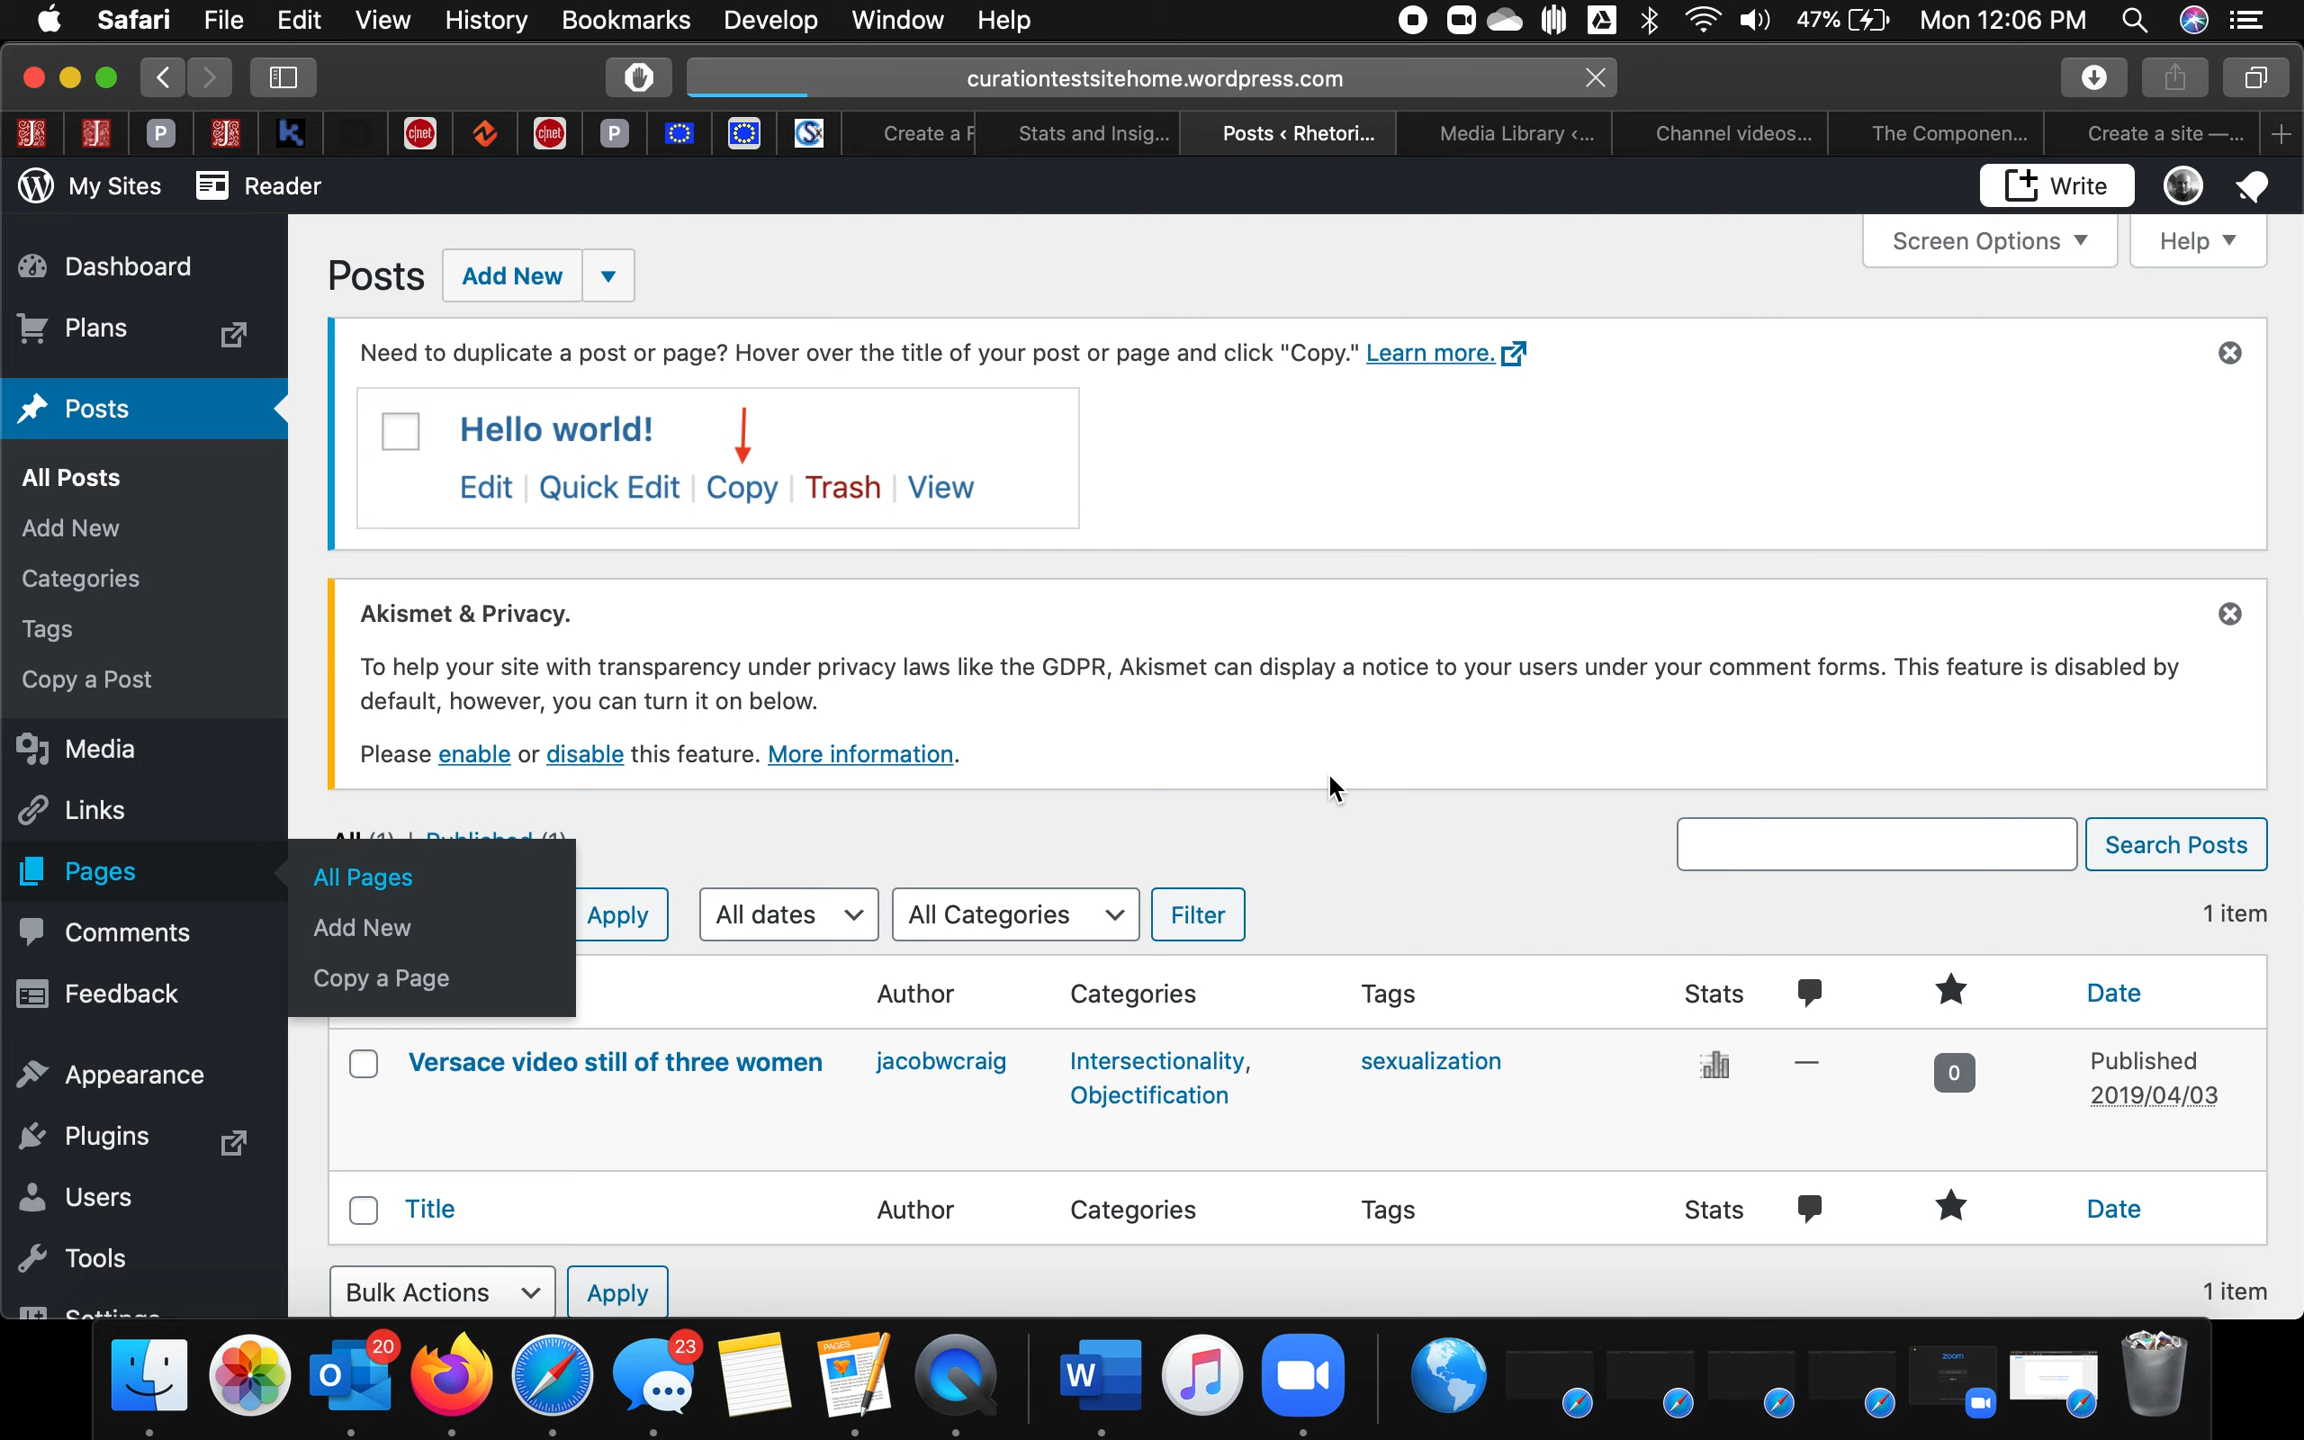 Safari File Edit View History Bookmarks Develop Window Help 47% Mon 12:06 PM
curationtestsitehome.wordpress.com
P c|net c|net P Create a F Stats and Insig... Posts < Rhetori... Media Library <... Channel videos... The Componen... Create a site —...
My Sites Reader Write
Screen Options Help
Dashboard
Posts Add New
Plans
Need to duplicate a post or page? Hover over the title of your post or page and click "Copy." Learn more.
Posts
Hello world!
All Posts
Edit | Quick Edit | Copy | Trash | View
Add New
Categories
Tags
Copy a Post
Akismet & Privacy.
To help your site with transparency under privacy laws like the GDPR, Akismet can display a notice to your users under your comment forms. This feature is disabled by
default, however, you can turn it on below.
Please enable or disable this feature. More information.
Media
Links
All (1) | Published (1)
Search Posts
Pages
All Pages
Add New
Copy a Page
Apply All dates All Categories Filter 1 item
Comments
Feedback
Author Categories Tags Stats Date
Versace video still of three women jacobwcraig Intersectionality, sexualization 0 Published
Objectification 2019/04/03
Appearance
Plugins
Users
Title Author Categories Tags Stats Date
Tools
Bulk Actions Apply 1 item
Settings
20
23
O
PAGES
W
zoom